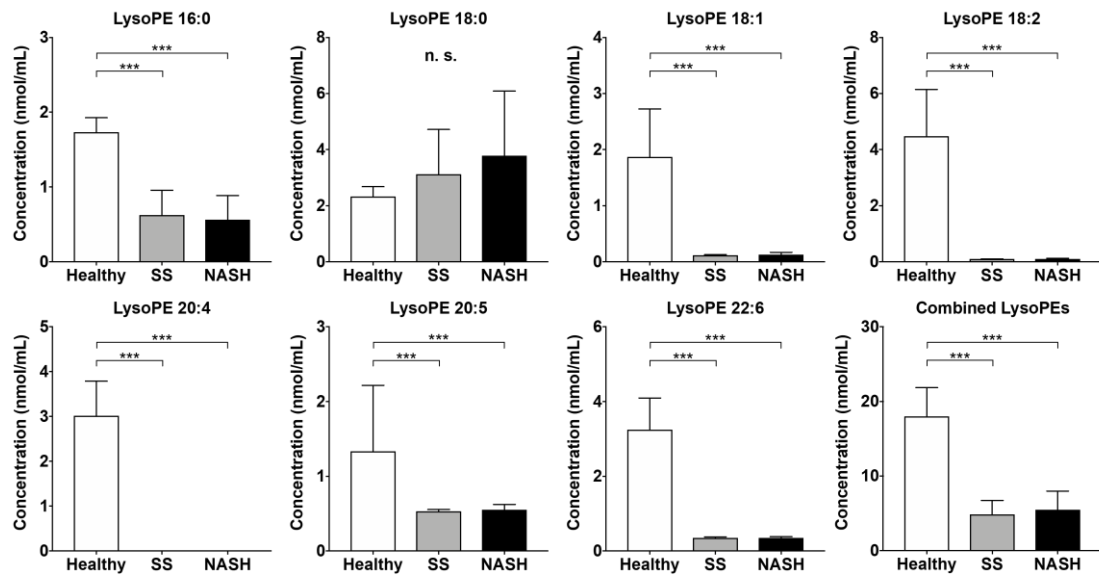 LysoPE 16:0
Concentration (nmol/mL)
3
2
1
0
***
***
Healthy SS NASH
LysoPE 18:0
Concentration (nmol/mL)
8
6
4
2
0
n. s.
Healthy SS NASH
LysoPE 18:1
Concentration (nmol/mL)
4
3
2
1
0
***
***
Healthy SS NASH
LysoPE 18:2
Concentration (nmol/mL)
8
6
4
2
0
***
***
Healthy SS NASH
LysoPE 20:4
Concentration (nmol/mL)
5
4
3
2
1
0
***
***
Healthy SS NASH
LysoPE 20:5
Concentration (nmol/mL)
3
2
1
0
***
***
Healthy SS NASH
LysoPE 22:6
Concentration (nmol/mL)
6
4
2
0
***
***
Healthy SS NASH
Combined LysoPEs
Concentration (nmol/mL)
30
20
10
0
***
***
Healthy SS NASH